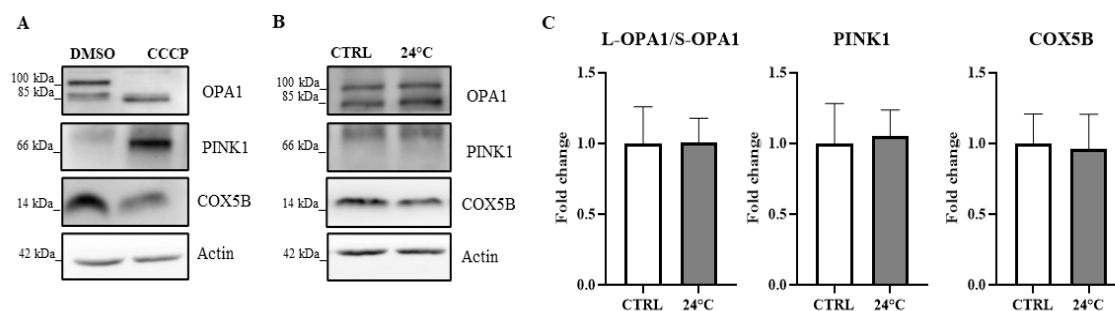 A
DMSO CCCP
100 kDa
85 kDa
OPA1
66 kDa
PINK1
14 kDa
COX5B
42 kDa
Actin
B
CTRL 24°C
100 kDa
85 kDa
OPA1
66 kDa
PINK1
14 kDa
COX5B
42 kDa
Actin
C
L-OPA1/S-OPA1
Fold change
1.5
1.0
0.5
0.0
CTRL 24°C
PINK1
Fold change
1.5
1.0
0.5
0.0
CTRL 24°C
COX5B
Fold change
1.5
1.0
0.5
0.0
CTRL 24°C